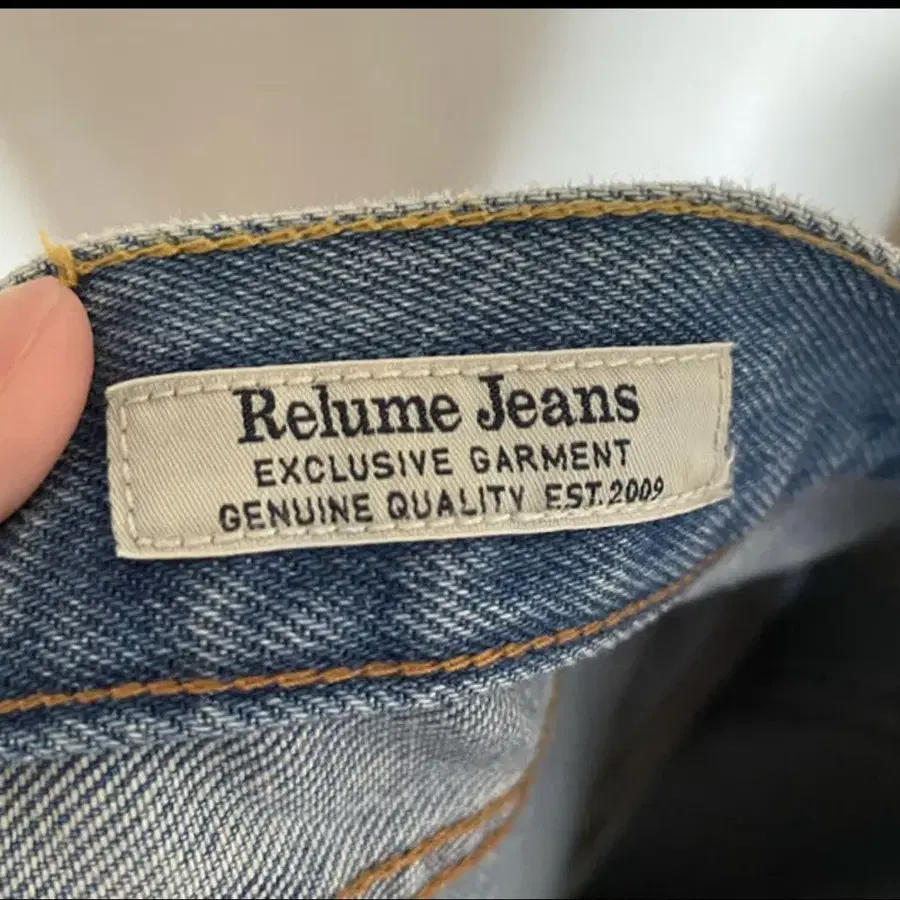 Relume Jeans
EXCLUSIVE GARMENT
GENUINE QUALITY EST. 2009